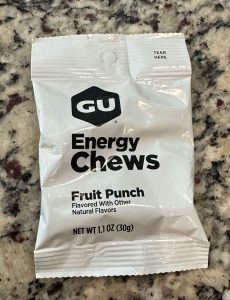 TEAR
HERE
GU
Energy
Chews
Fruit Punch
Flavored With Other
Natural Flavors
NET WT 1.1 OZ (30g)